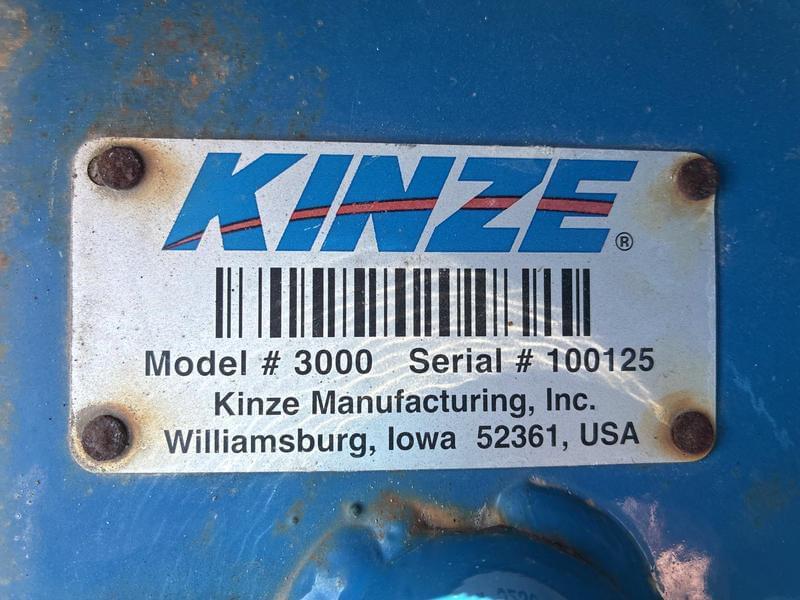 KINZE®
Model # 3000 Serial # 100125
Kinze Manufacturing, Inc.
Williamsburg, Iowa 52361, USA